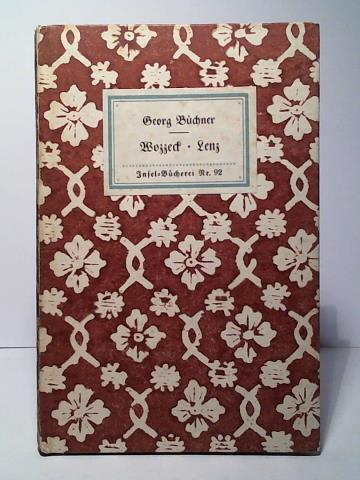 Georg Büchner
Wozzeck · Lenz
Insel-Bücherei Nr. 92